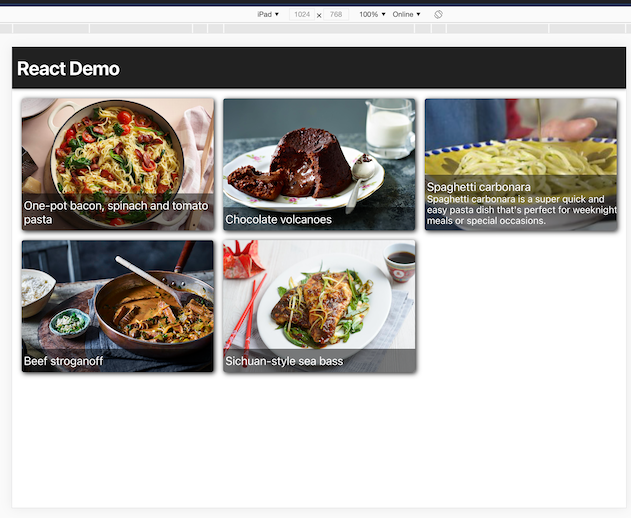 iPad ▼ 1024 × 768 100% ▼ Online ▼
React Demo
One-pot bacon, spinach and tomato
pasta
Chocolate volcanoes
Spaghetti carbonara
Spaghetti carbonara is a super quick and
easy pasta dish that's perfect for weeknight
meals or special occasions.
Beef stroganoff
Sichuan-style sea bass